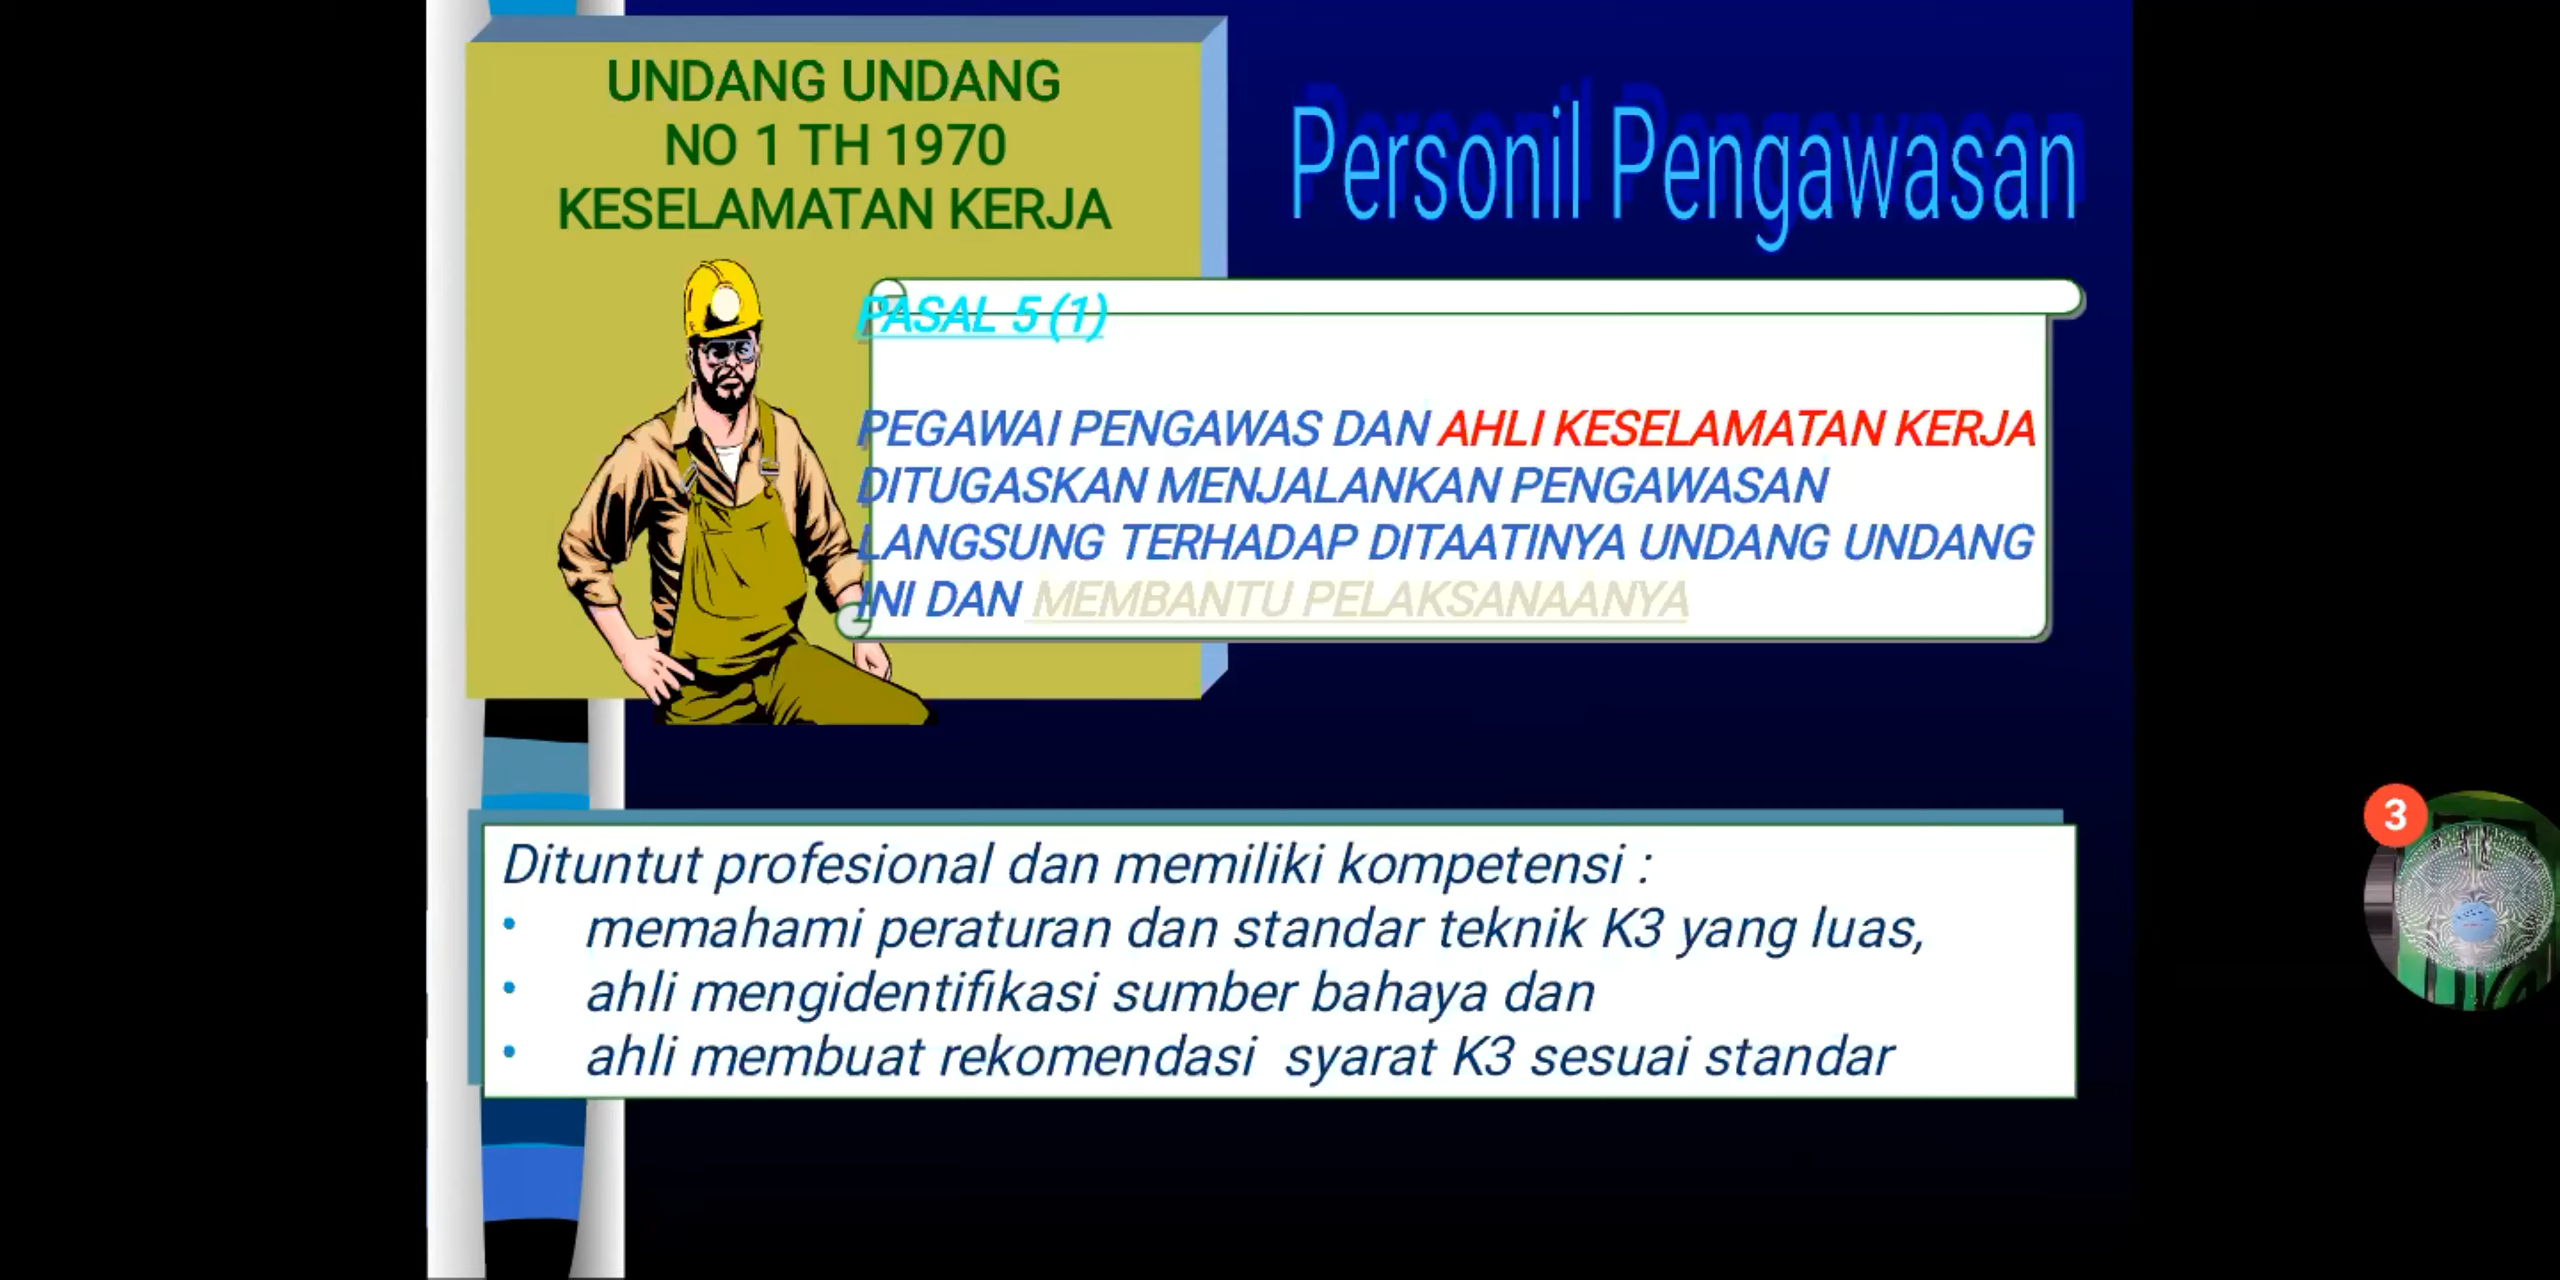 UNDANG UNDANG
NO 1 TH 1970
KESELAMATAN KERJA
Personil Pengawasan
PASAL 5 (1)
PEGAWAI PENGAWAS DAN AHLI KESELAMATAN KERJA
DITUGASKAN MENJALANKAN PENGAWASAN
LANGSUNG TERHADAP DITAATINYA UNDANG UNDANG
INI DAN MEMBANTU PELAKSANAANYA
Dituntut profesional dan memiliki kompetensi :
• memahami peraturan dan standar teknik K3 yang luas,
• ahli mengidentifikasi sumber bahaya dan
• ahli membuat rekomendasi syarat K3 sesuai standar
3